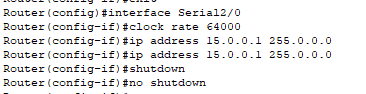 Router(config)#interface Serial2/0
Router(config-if)#clock rate 64000
Router(config-if)#ip address 15.0.0.1 255.0.0.0
Router(config-if)#ip address 15.0.0.1 255.0.0.0
Router(config-if)#shutdown
Router(config-if)#no shutdown